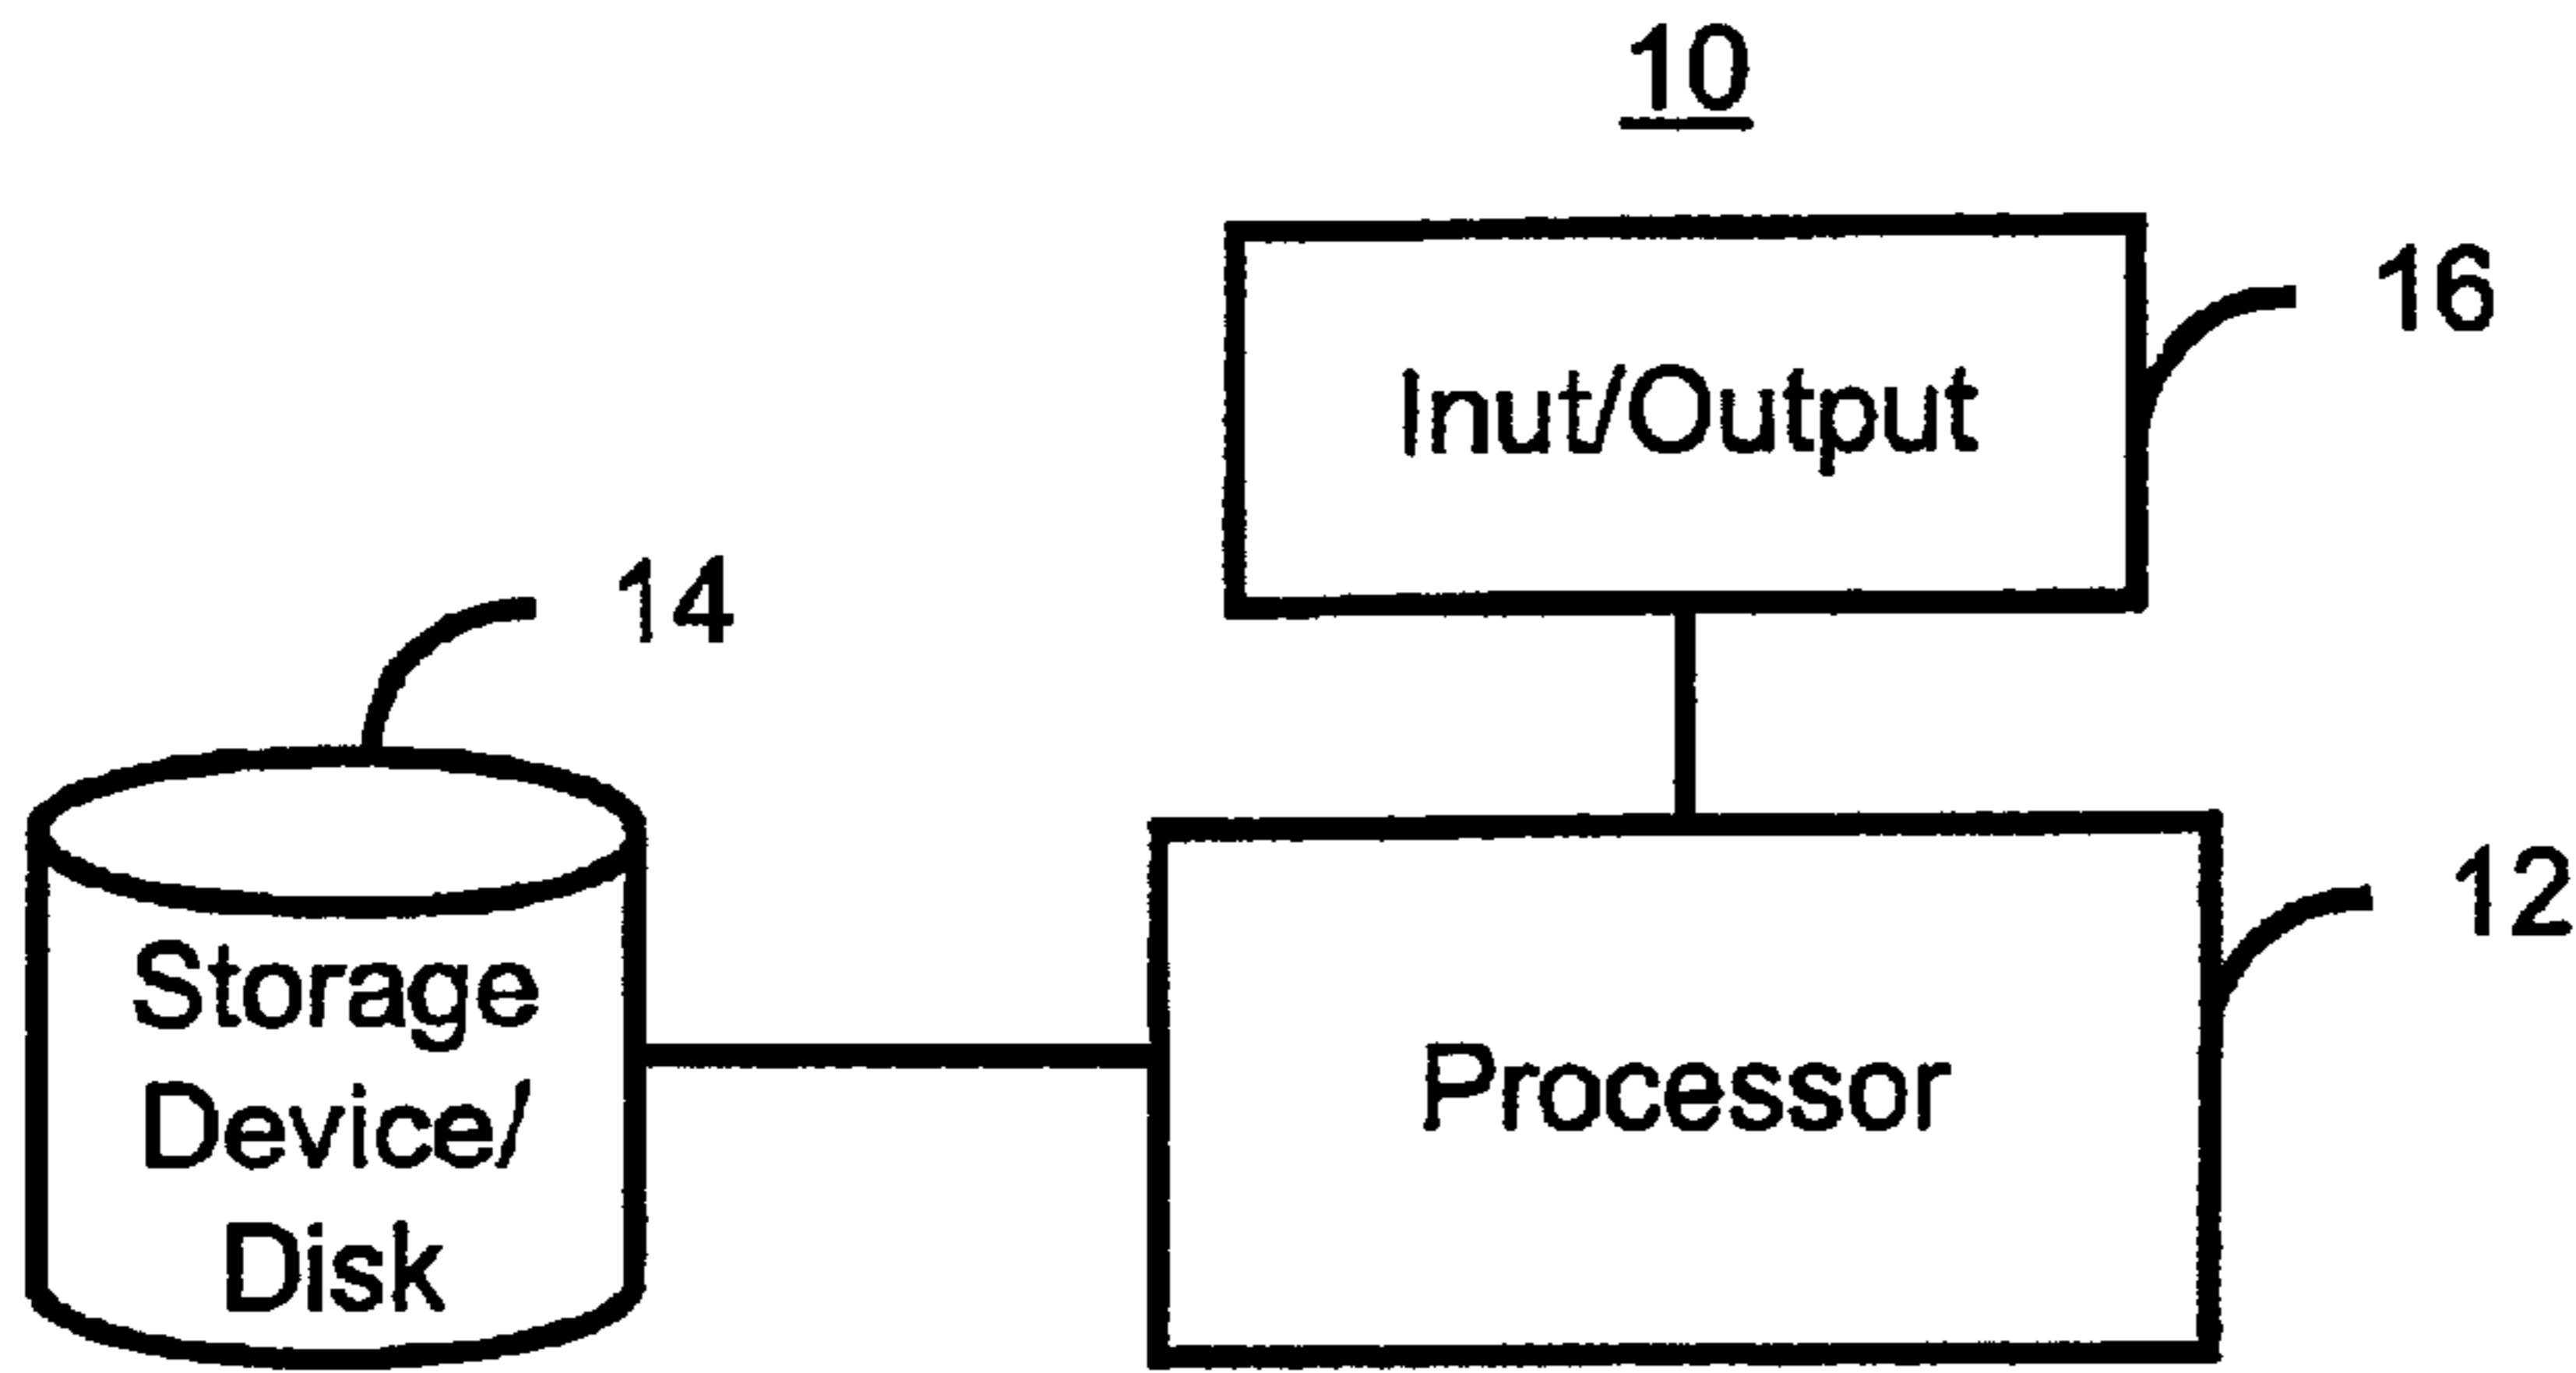 10
16
Inut/Output
14
12
Storage
Device/
Disk
Processor